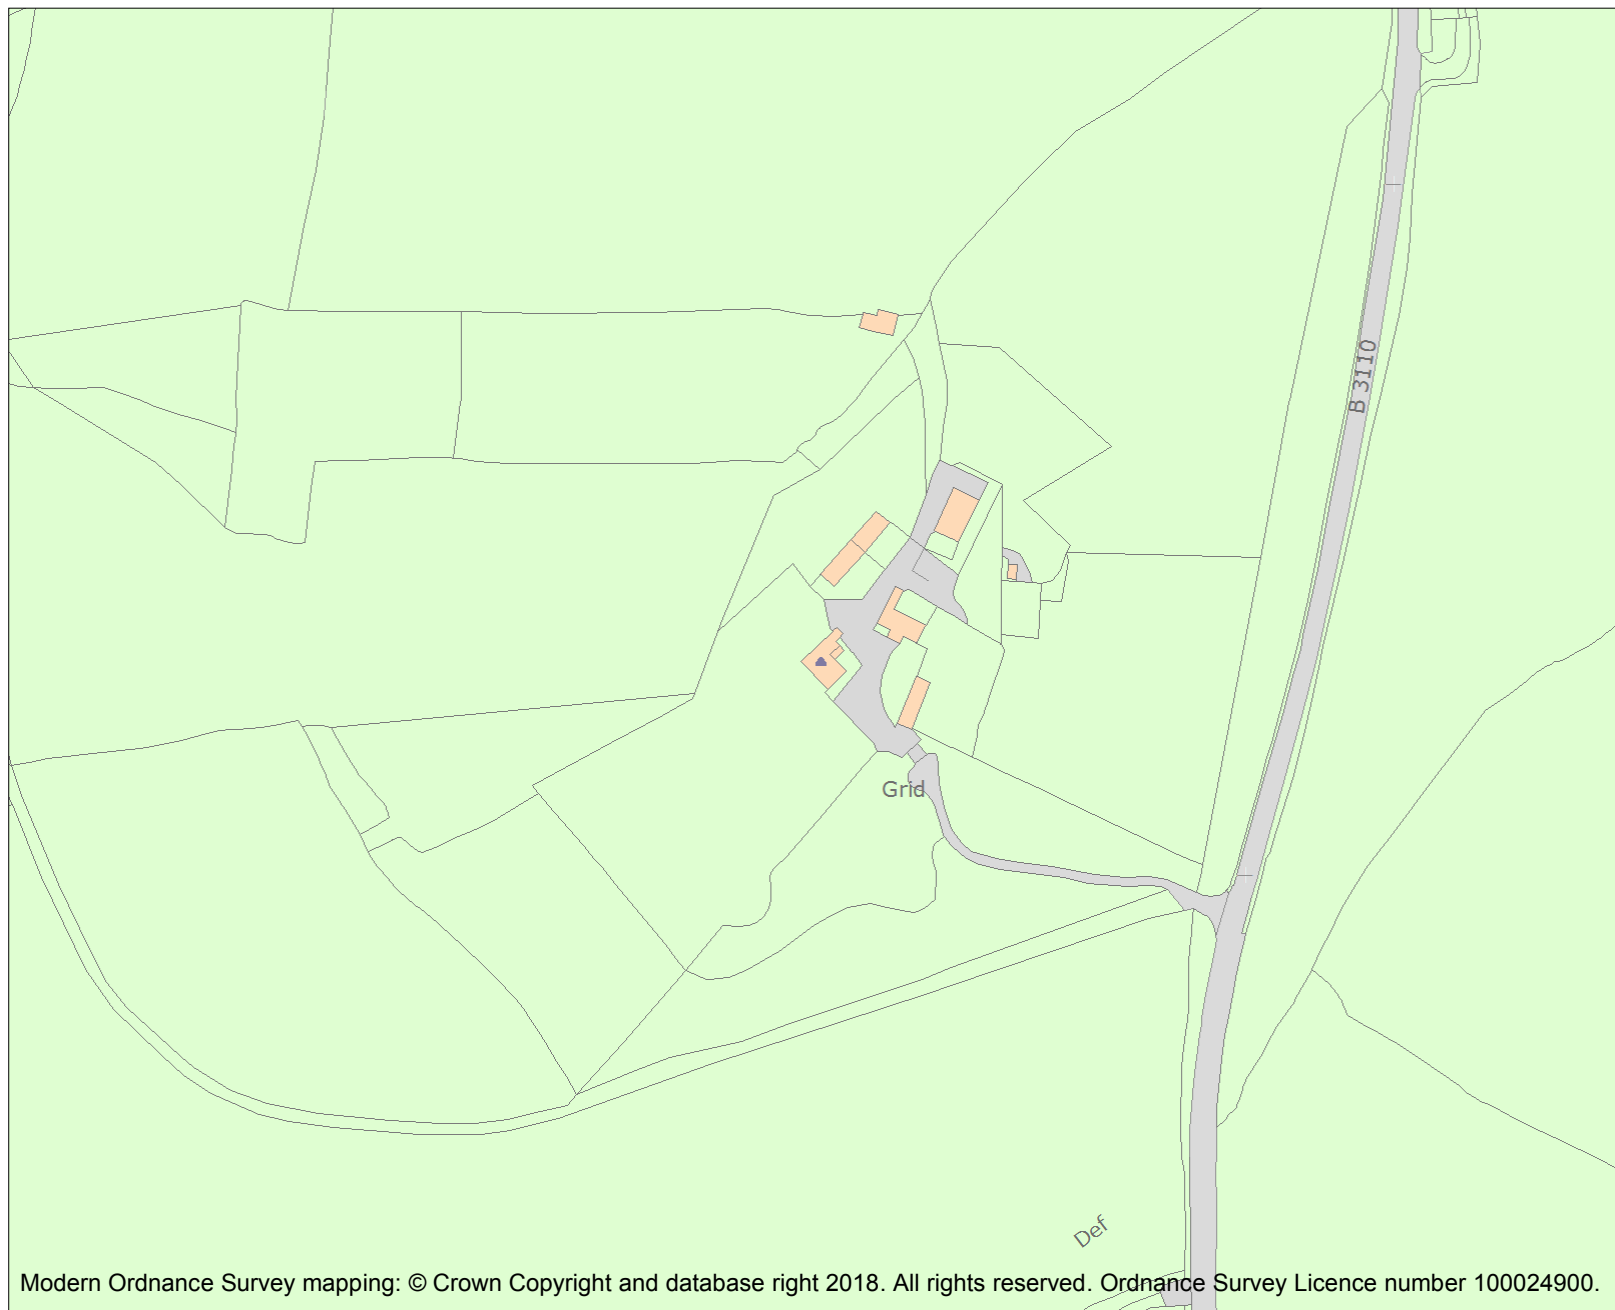 B 3110
Grid
Def
Modern Ordnance Survey mapping: © Crown Copyright and database right 2018. All rights reserved. Ordnance Survey Licence number 100024900.